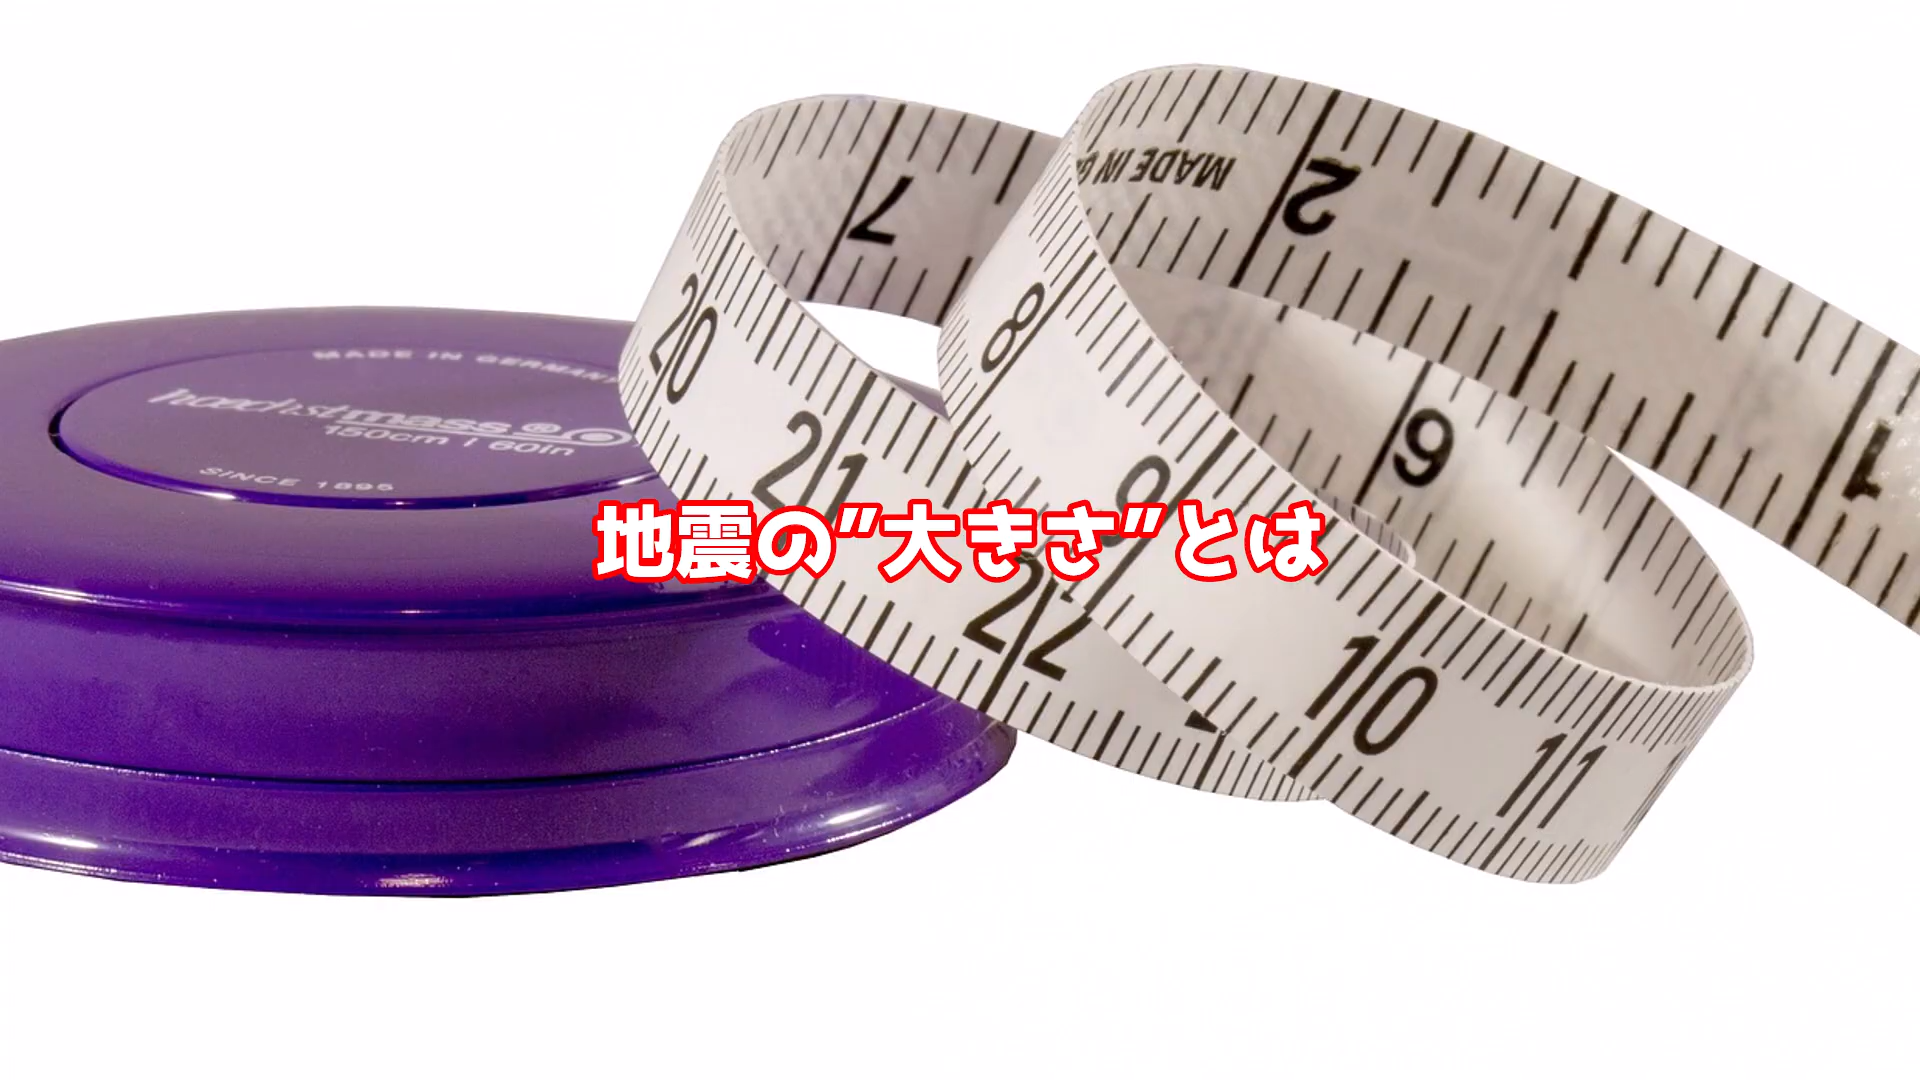 MADE IN G
7
2
20
8
MADE IN GERMANY
hoechstmass®
150cm | 60in
21
9
6
1
SINCE 1895
地震の”大きさ”とは
22
10
11